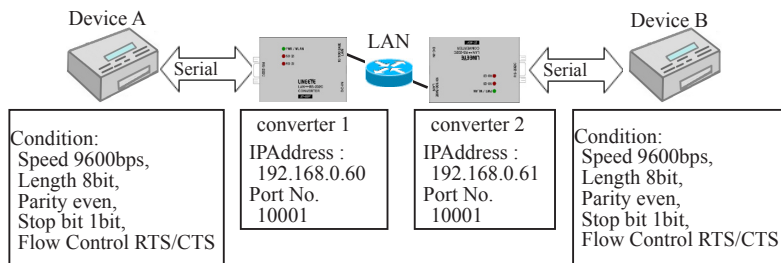 Device A
Device B
LAN
Serial
Serial
LINEEYE
Condition:
Speed 9600bps,
Length 8bit,
Parity even,
Stop bit 1bit,
Flow Control RTS/CTS
converter 1
IPAddress :
192.168.0.60
Port No.
10001
converter 2
IPAddress :
192.168.0.61
Port No.
10001
Condition:
Speed 9600bps,
Length 8bit,
Parity even,
Stop bit 1bit,
Flow Control RTS/CTS